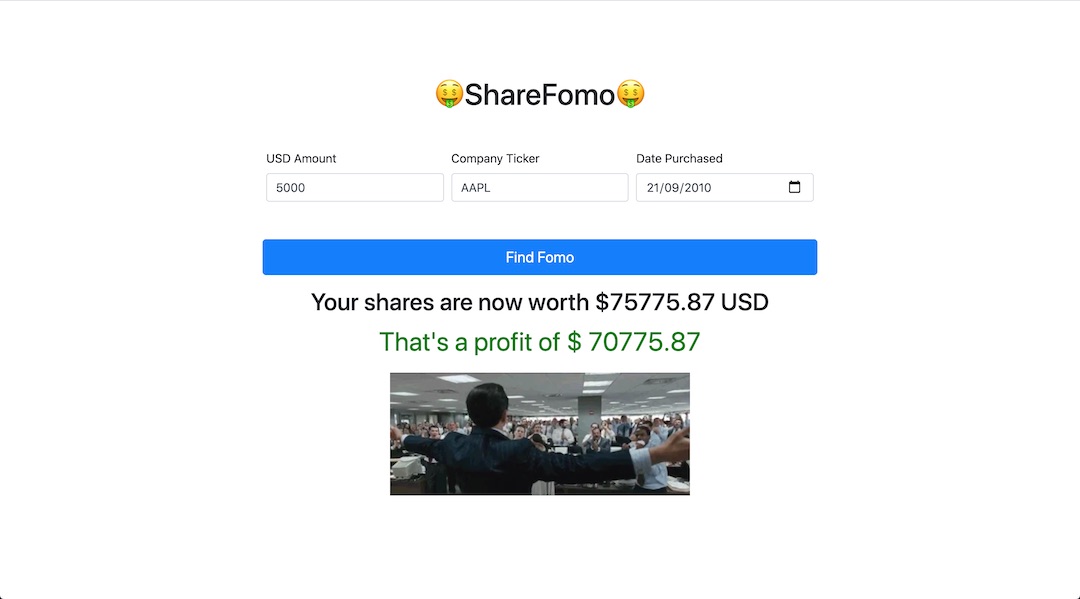 🤑ShareFomo🤑
USD Amount
Company Ticker
Date Purchased
5000
AAPL
21/09/2010
Find Fomo
Your shares are now worth $75775.87 USD
That's a profit of $ 70775.87